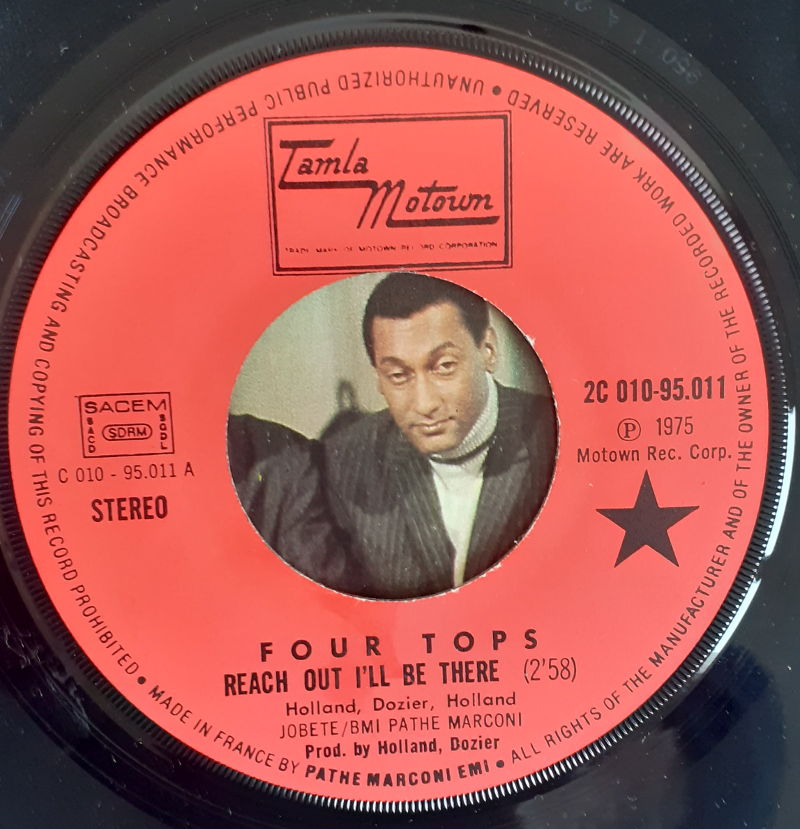 Tamla
Motown
TRADE MARK OF MOTOWN RECORD CORPORATION
SACEM
SACD
SDRM
SGDL
C 010 - 95.011 A
STEREO
2C 010-95.011
Ⓟ 1975
Motown Rec. Corp.
FOUR TOPS
REACH OUT I'LL BE THERE (2'58)
Holland, Dozier, Holland
JOBETE/BMI PATHE MARCONI
Prod. by Holland, Dozier
• MADE IN FRANCE BY PATHE MARCONI EMI • ALL RIGHTS OF THE MANUFACTURER AND OF THE OWNER OF THE RECORDED WORK ARE RESERVED • UNAUTHORIZED PUBLIC PERFORMANCE BROADCASTING AND COPYING OF THIS RECORD PROHIBITED